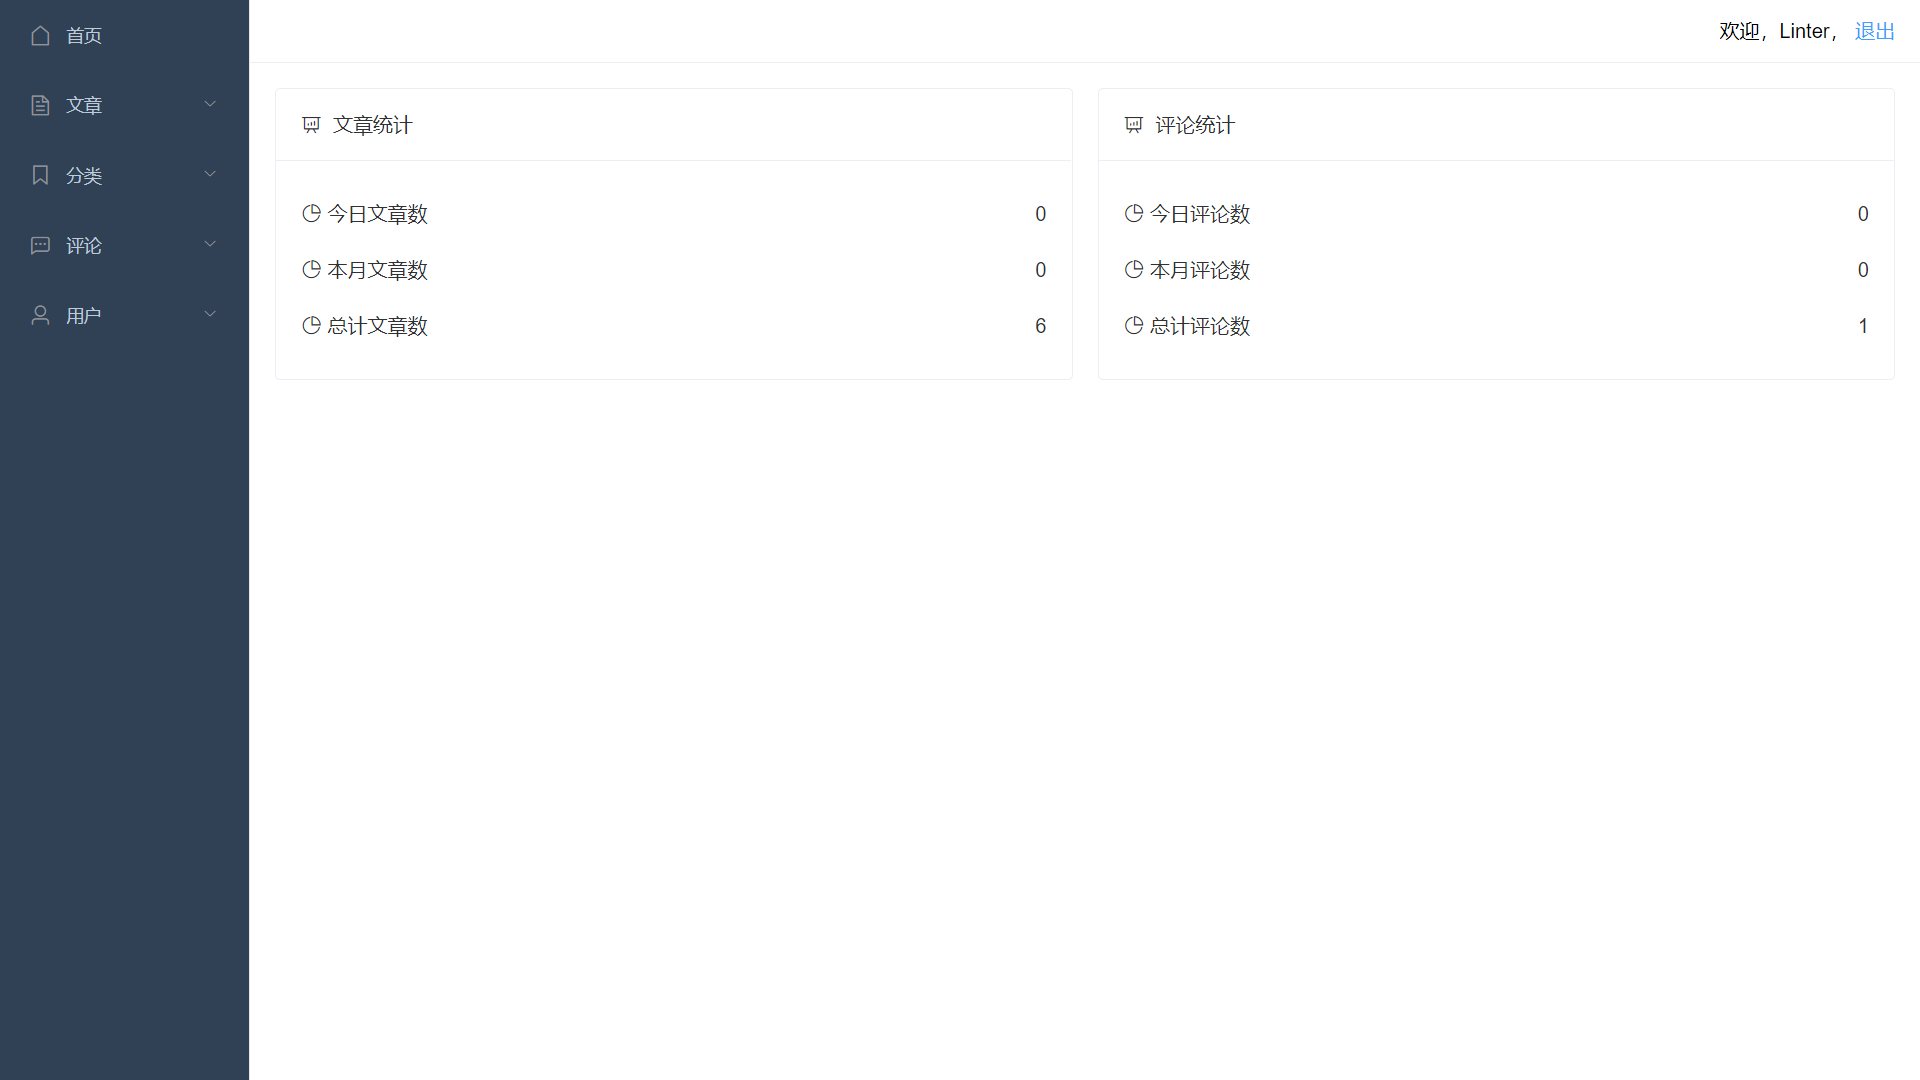 首页
文章
分类
评论
用户
欢迎，Linter， 退出
文章统计
今日文章数 0
本月文章数 0
总计文章数 6
评论统计
今日评论数 0
本月评论数 0
总计评论数 1